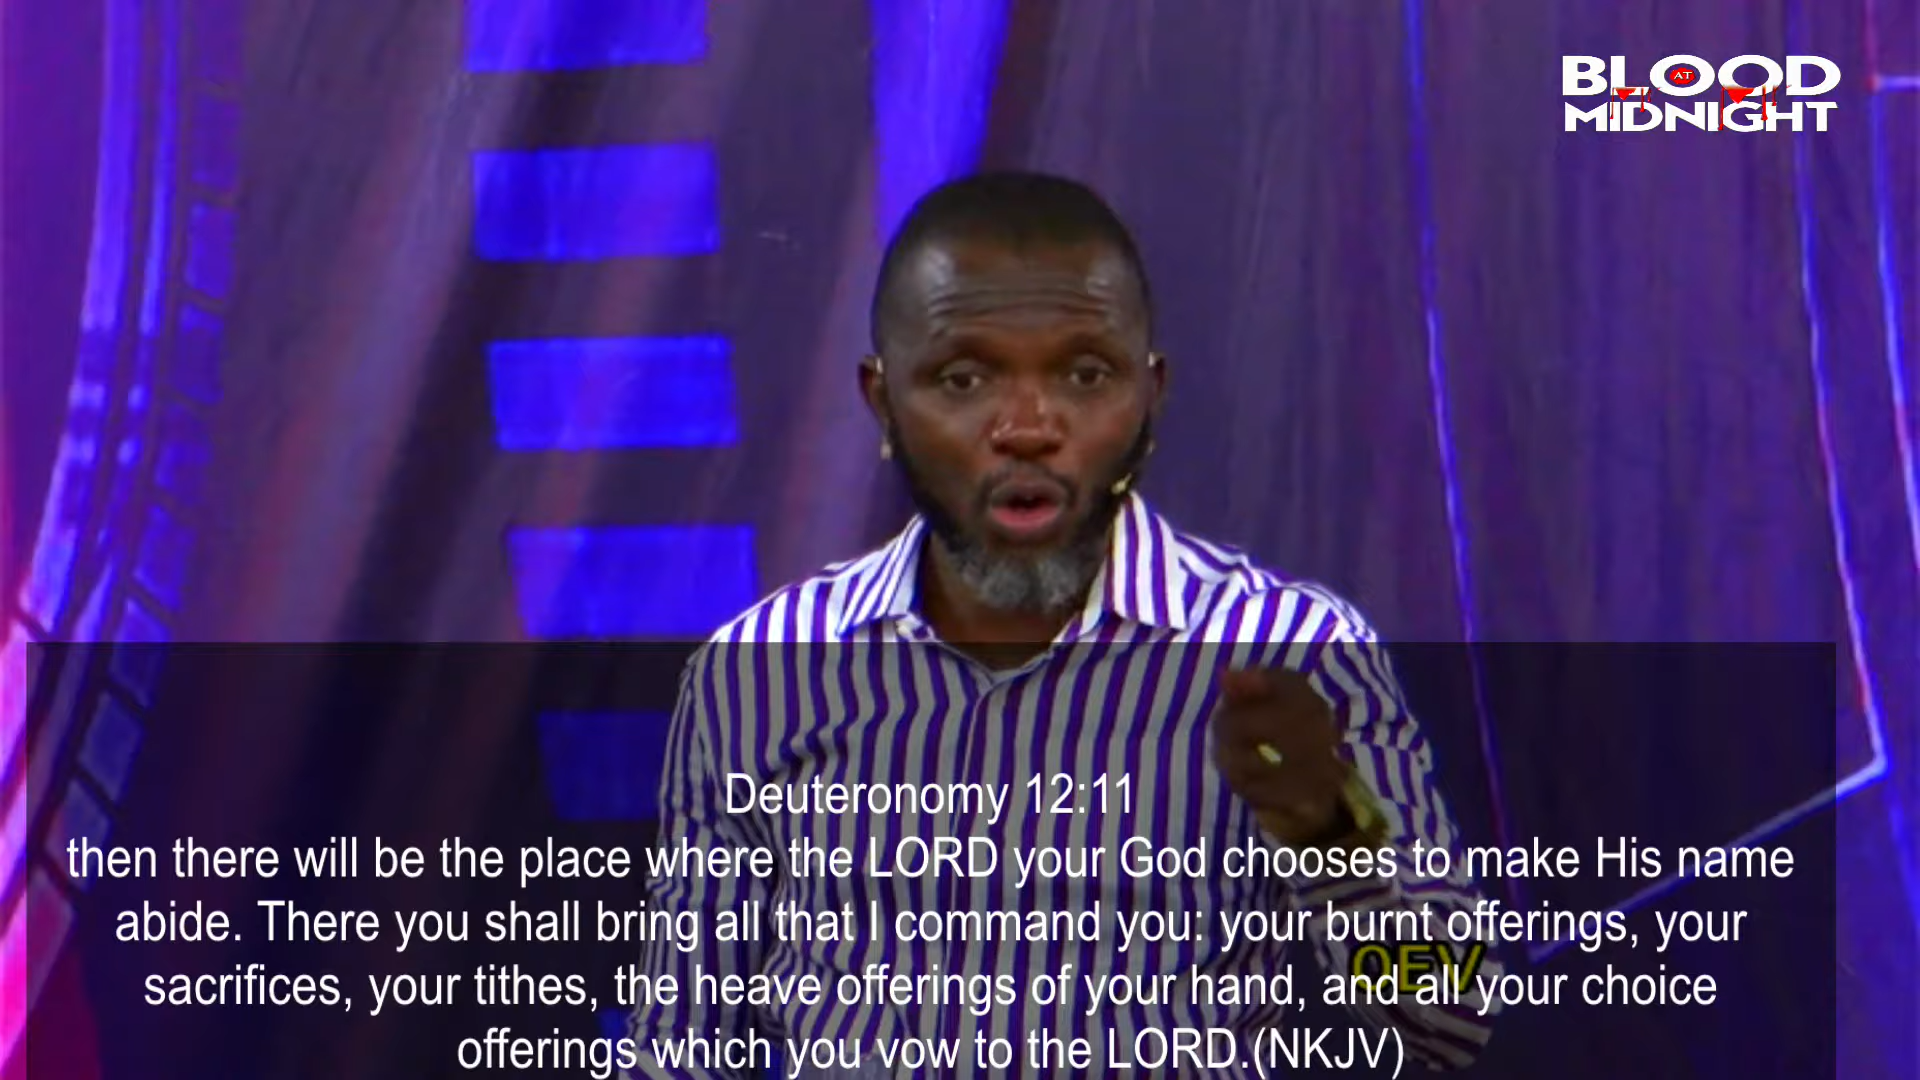 BLOOD
AT
MIDNIGHT
Deuteronomy 12:11
then there will be the place where the LORD your God chooses to make His name
abide. There you shall bring all that I command you: your burnt offerings, your
OEV
sacrifices, your tithes, the heave offerings of your hand, and all your choice
offerings which you vow to the LORD.(NKJV)